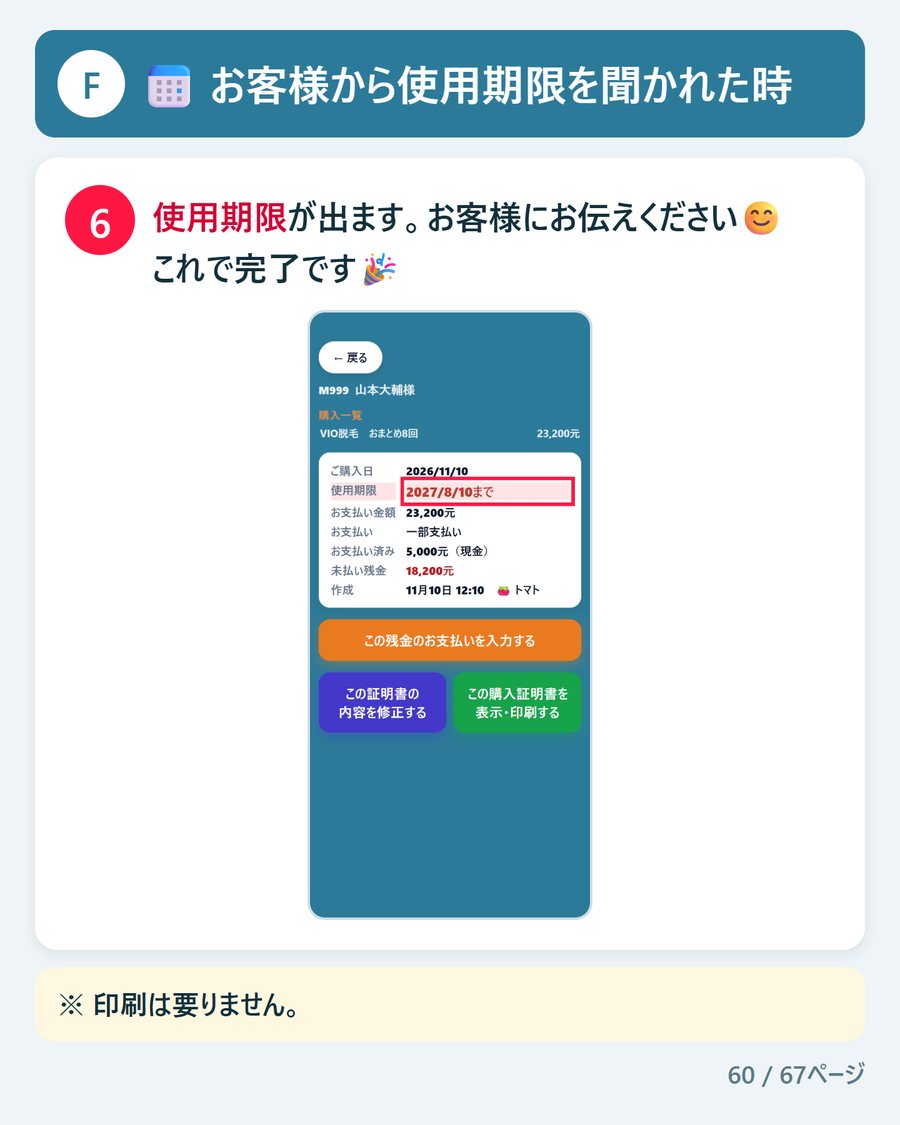 F 📅 お客様から使用期限を聞かれた時
6 使用期限が出ます。お客様にお伝えください😊
これで完了です🎉
← 戻る
M999 山本大輔様
購入一覧
VIO脱毛 おまとめ8回 23,200元
ご購入日 2026/11/10
使用期限 2027/8/10まで
お支払い金額 23,200元
お支払い 一部支払い
お支払い済み 5,000元（現金）
未払い残金 18,200元
作成 11月10日 12:10 🍅 トマト
この残金のお支払いを入力する
この証明書の
内容を修正する
この購入証明書を
表示・印刷する
※ 印刷は要りません。
60 / 67ページ